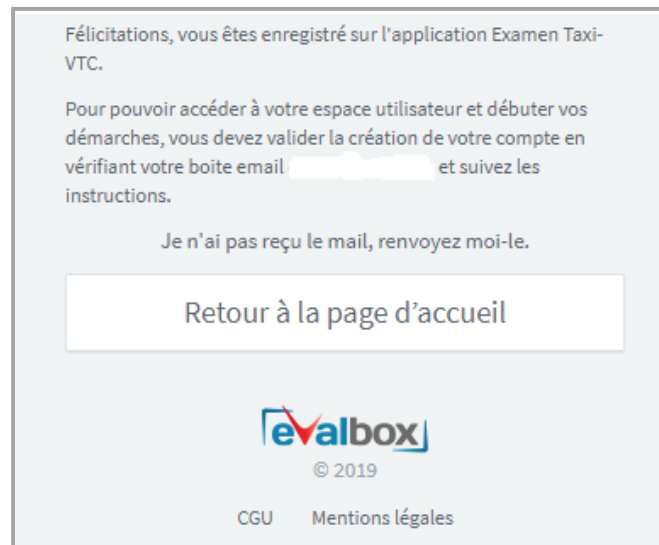 Félicitations, vous êtes enregistré sur l'application Examen Taxi-
VTC.
Pour pouvoir accéder à votre espace utilisateur et débuter vos
démarches, vous devez valider la création de votre compte en
vérifiant votre boite email et suivez les
instructions.
Je n'ai pas reçu le mail, renvoyez moi-le.
Retour à la page d’accueil
evalbox
© 2019
CGU Mentions légales